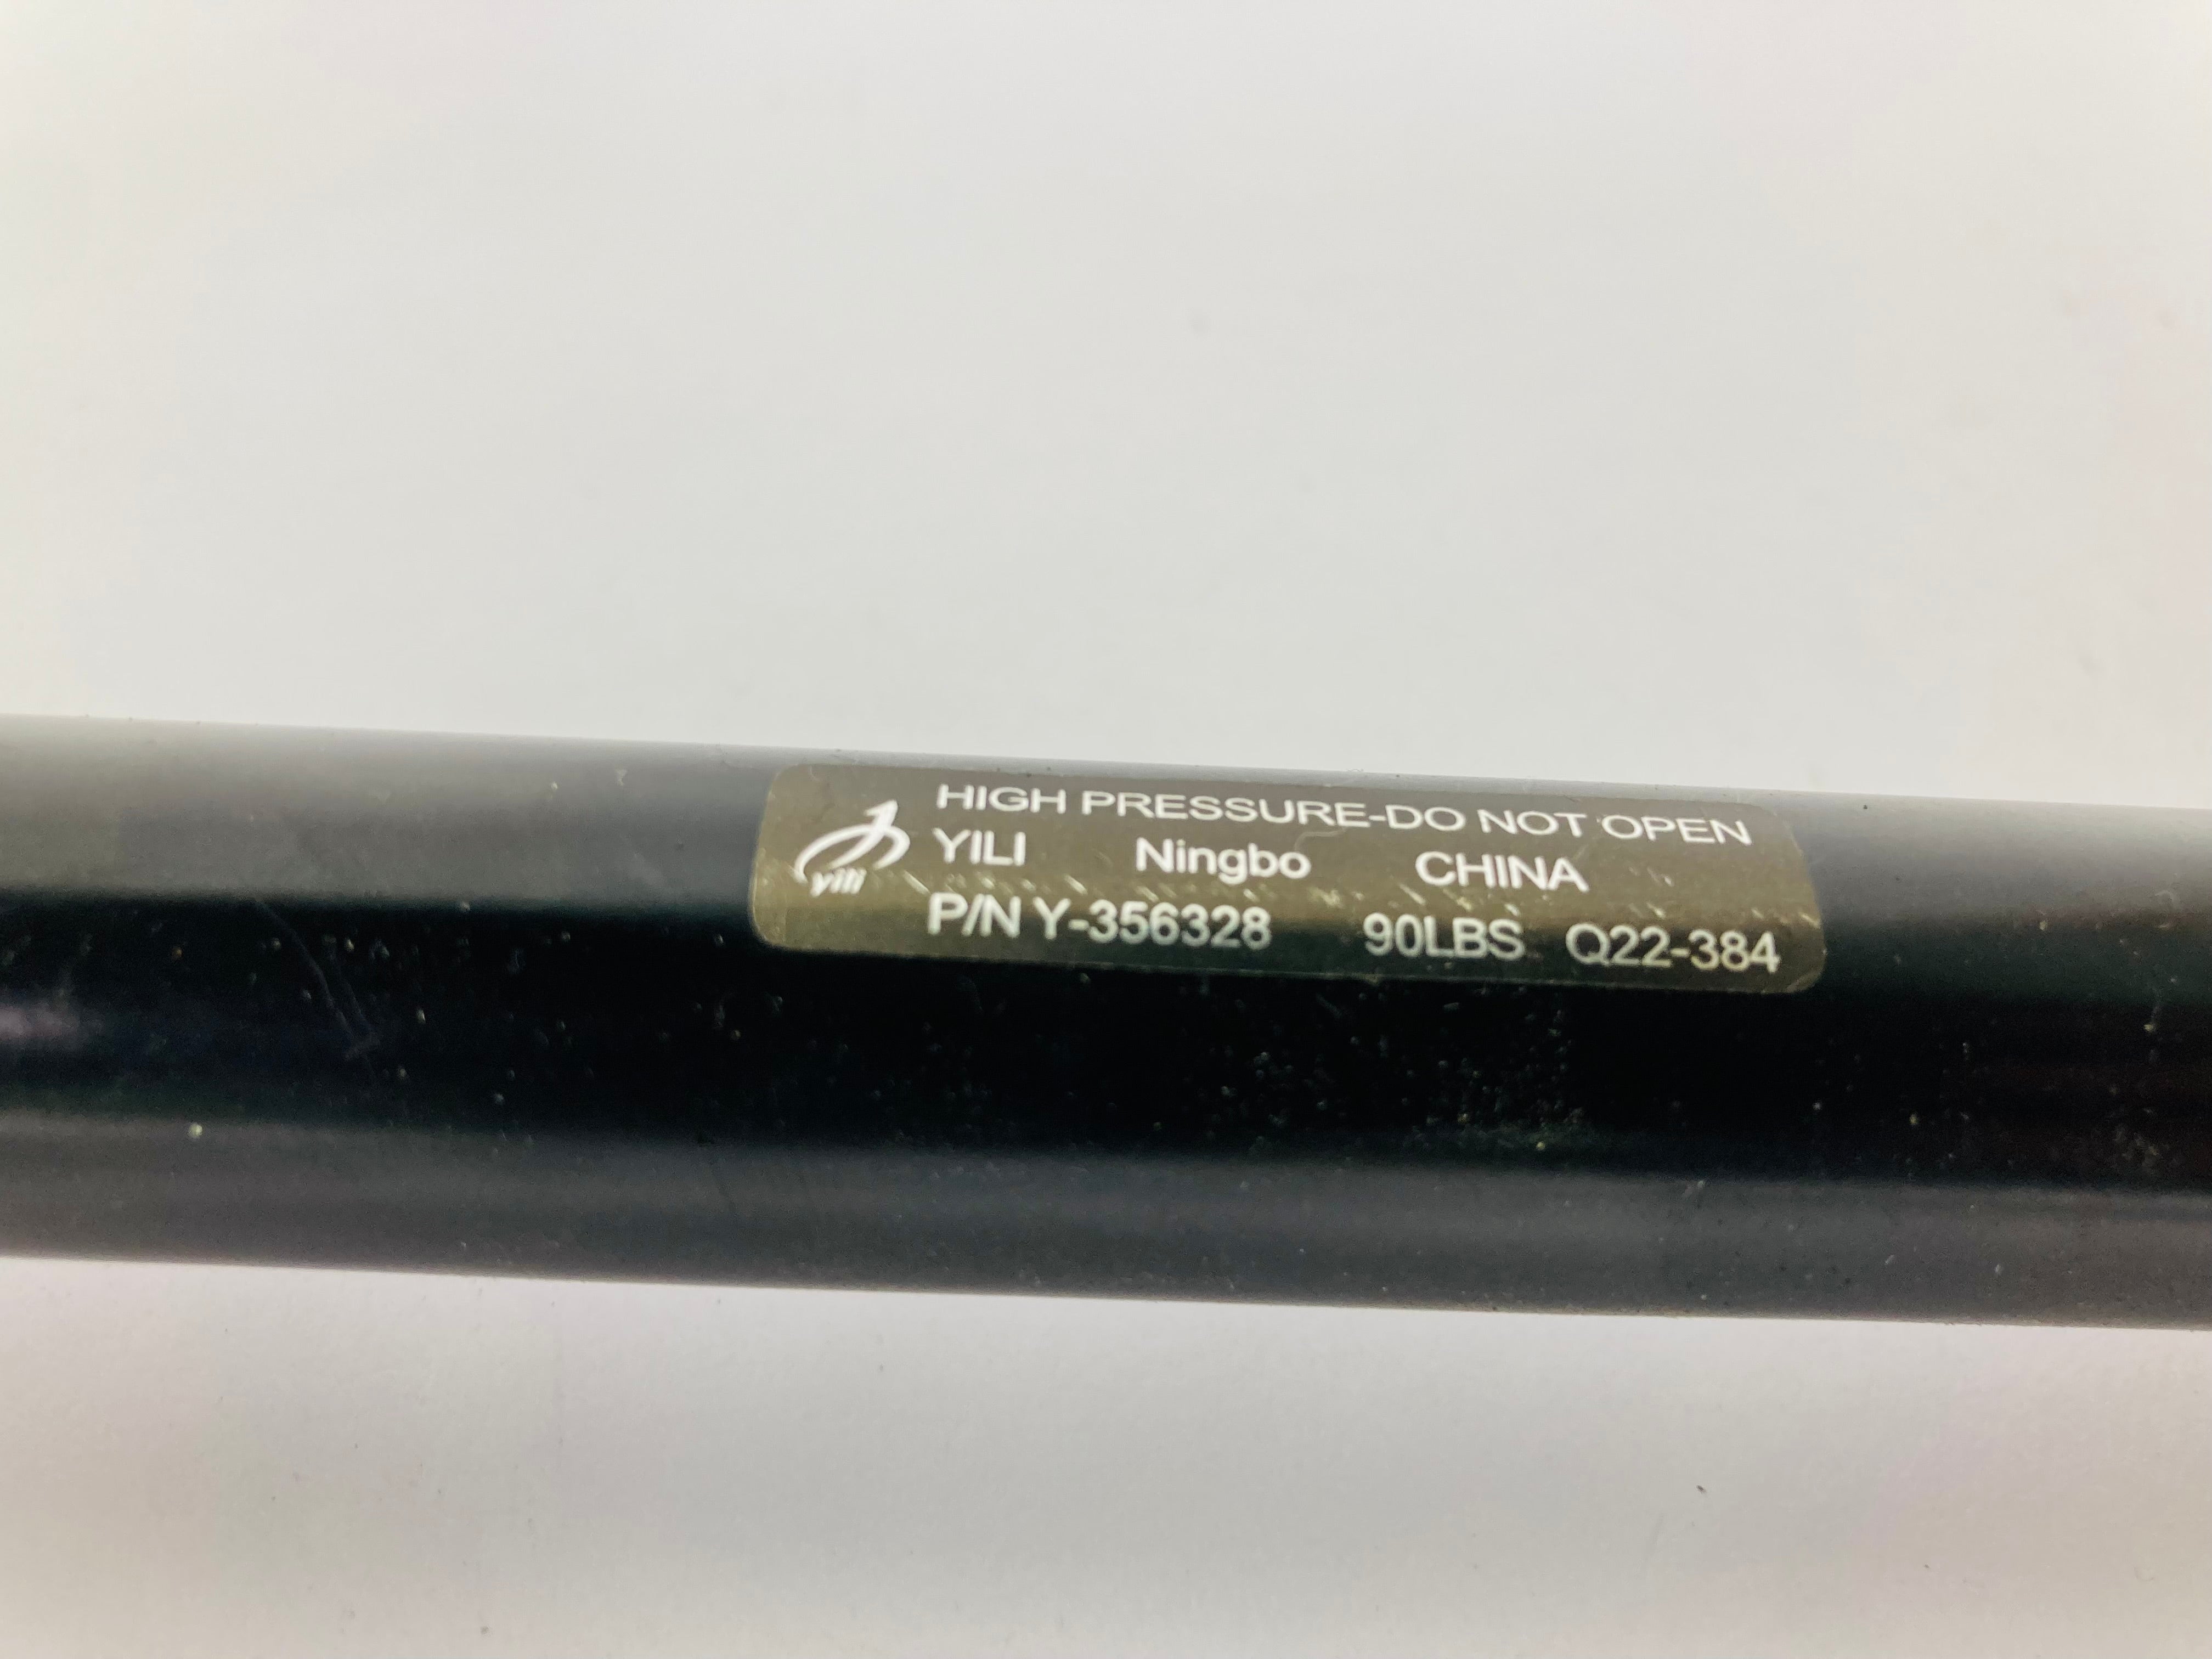 HIGH PRESSURE-DO NOT OPEN
yili YILI Ningbo CHINA
P/N Y-356328 90LBS Q22-384